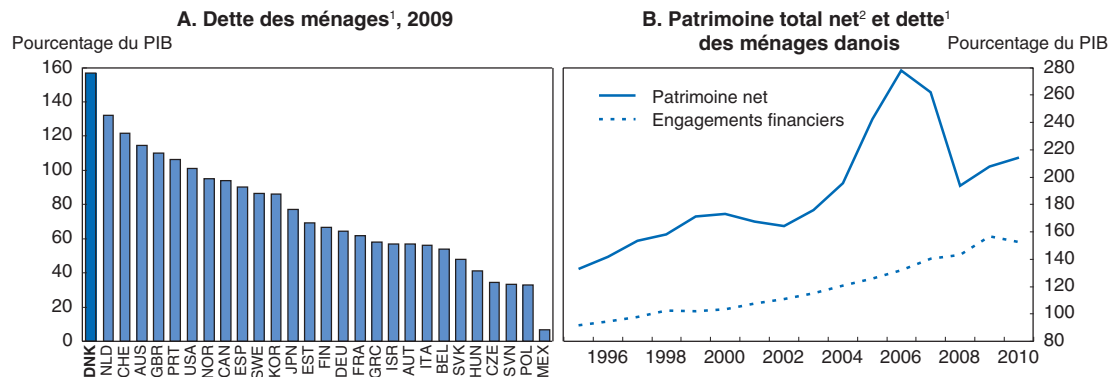 A. Dette des ménages¹, 2009
Pourcentage du PIB
160
140
120
100
80
60
40
20
0
DNK NLD CHE AUS GBR PRT USA NOR CAN ESP SWE KOR JPN EST FIN DEU FRA GRC ISR AUT ITA BEL SVK HUN CZE SVN POL MEX
B. Patrimoine total net² et dette¹
des ménages danois
Pourcentage du PIB
Patrimoine net
Engagements financiers
280
260
240
220
200
180
160
140
120
100
80
1996 1998 2000 2002 2004 2006 2008 2010